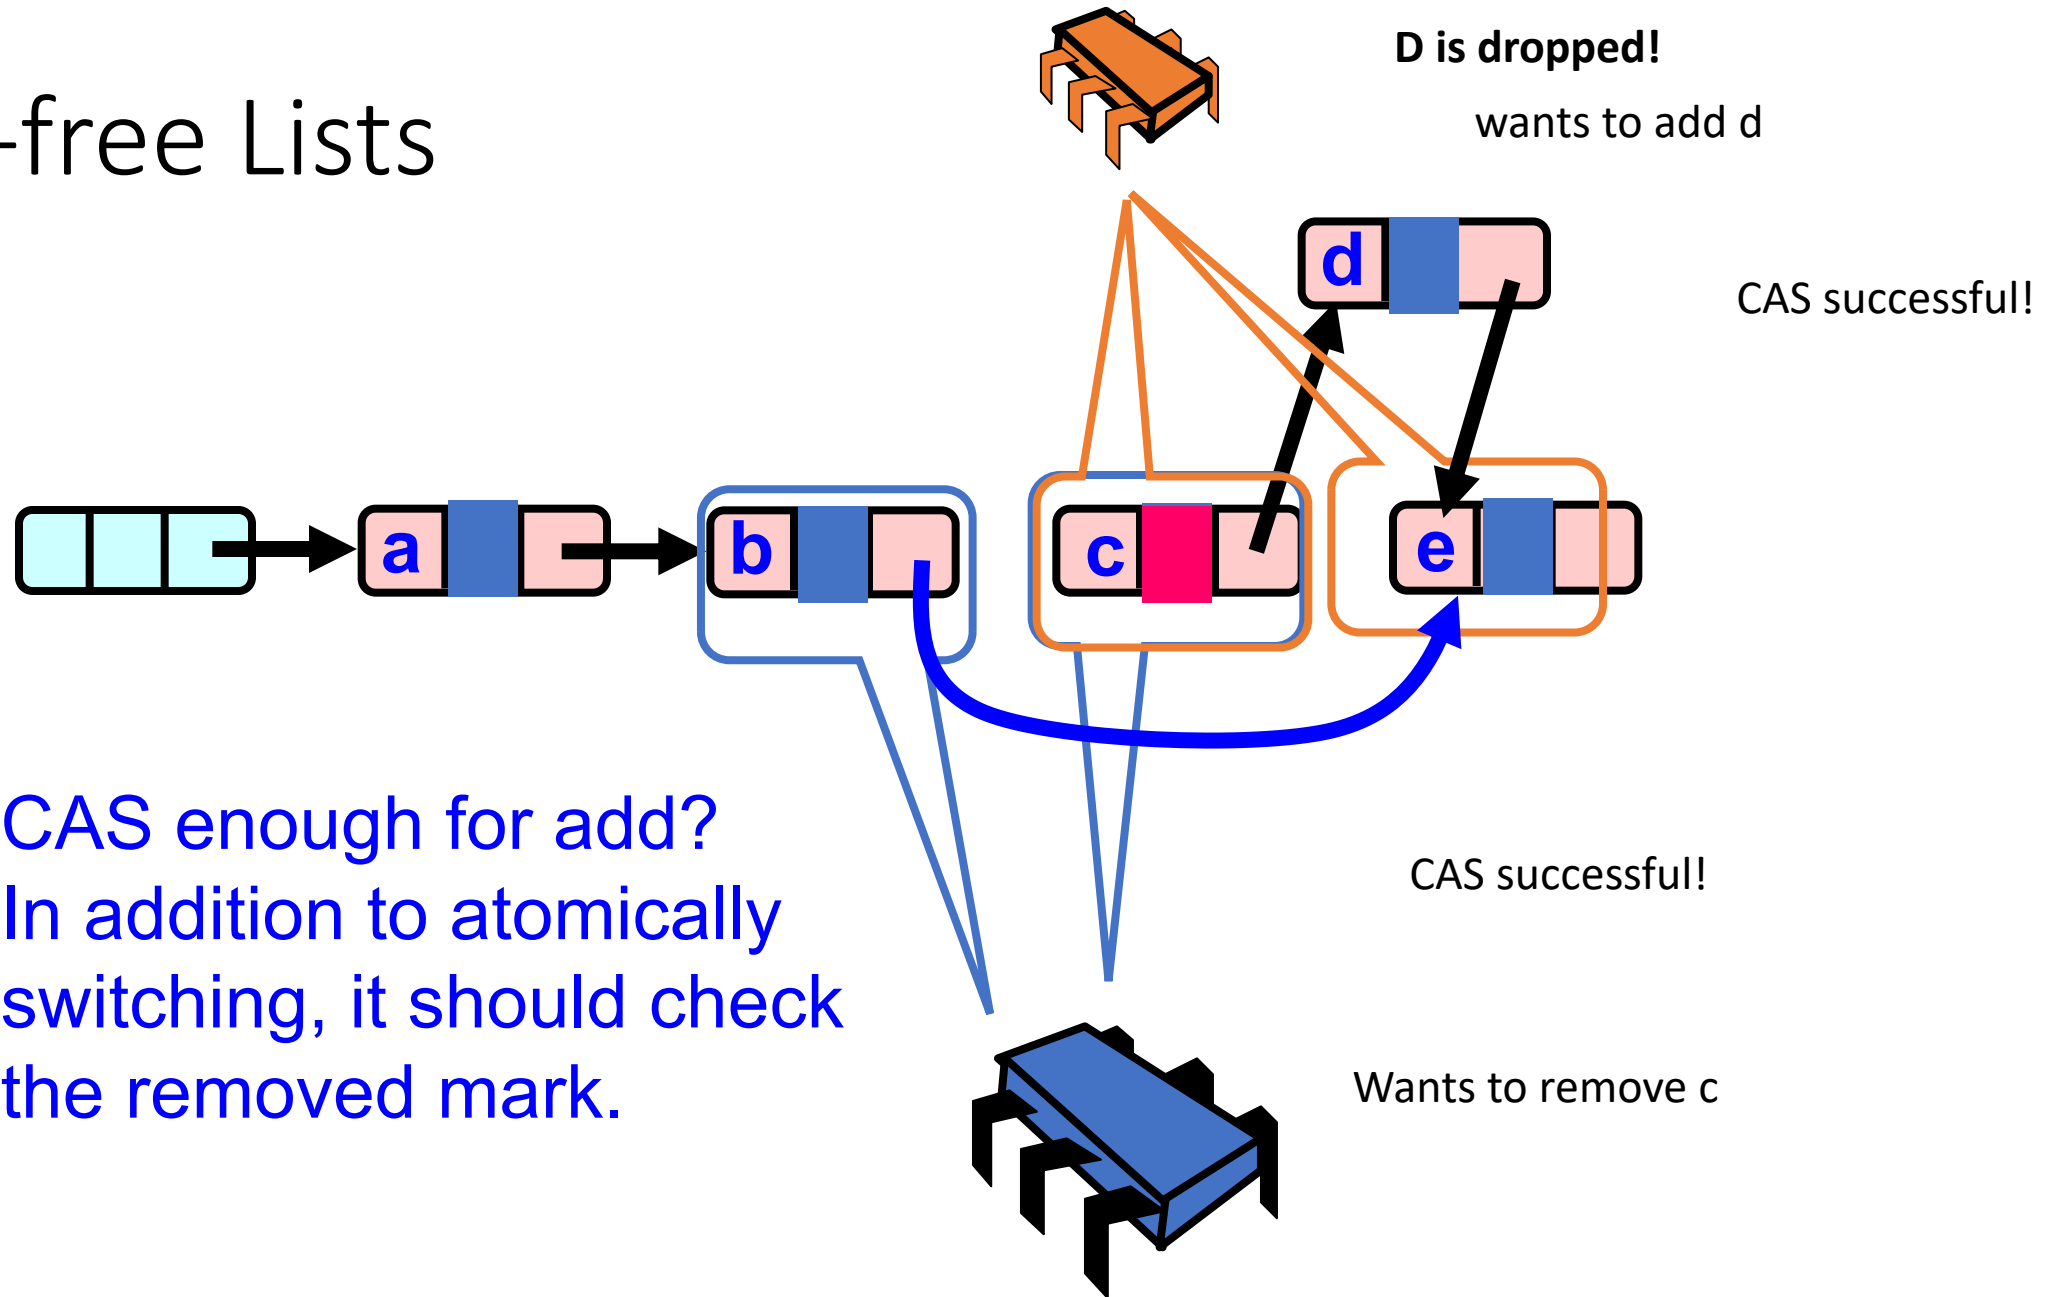 D is dropped!
-free Lists
wants to add d
d
CAS successful!
a
b
c
e
CAS enough for add?
In addition to atomically
switching, it should check
the removed mark.
CAS successful!
Wants to remove c